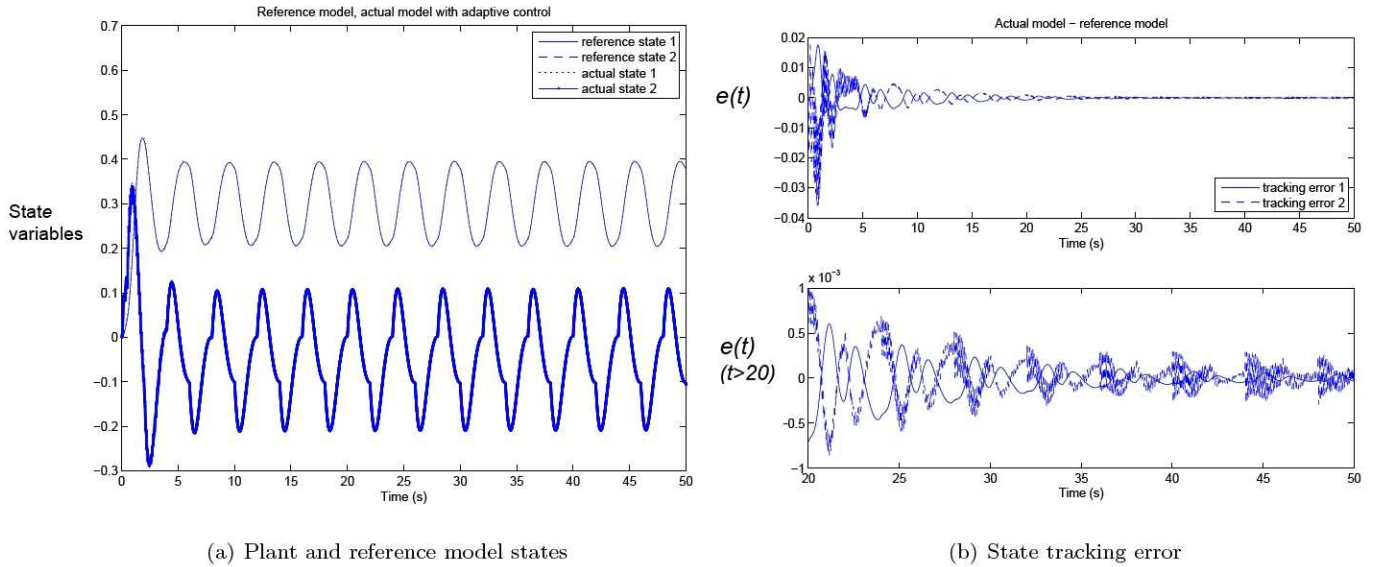 Reference model, actual model with adaptive control
0.7
0.6
0.5
0.4
0.3
0.2
0.1
0
−0.1
−0.2
−0.3
State
variables
reference state 1
reference state 2
actual state 1
actual state 2
0 5 10 15 20 25 30 35 40 45 50
Time (s)
(a) Plant and reference model states
Actual model − reference model
0.02
0.01
0
−0.01
−0.02
−0.03
−0.04
e(t)
tracking error 1
tracking error 2
0 5 10 15 20 25 30 35 40 45 50
Time (s)
x 10⁻³
1
0.5
0
−0.5
−1
e(t)
(t>20)
20 25 30 35 40 45 50
Time (s)
(b) State tracking error